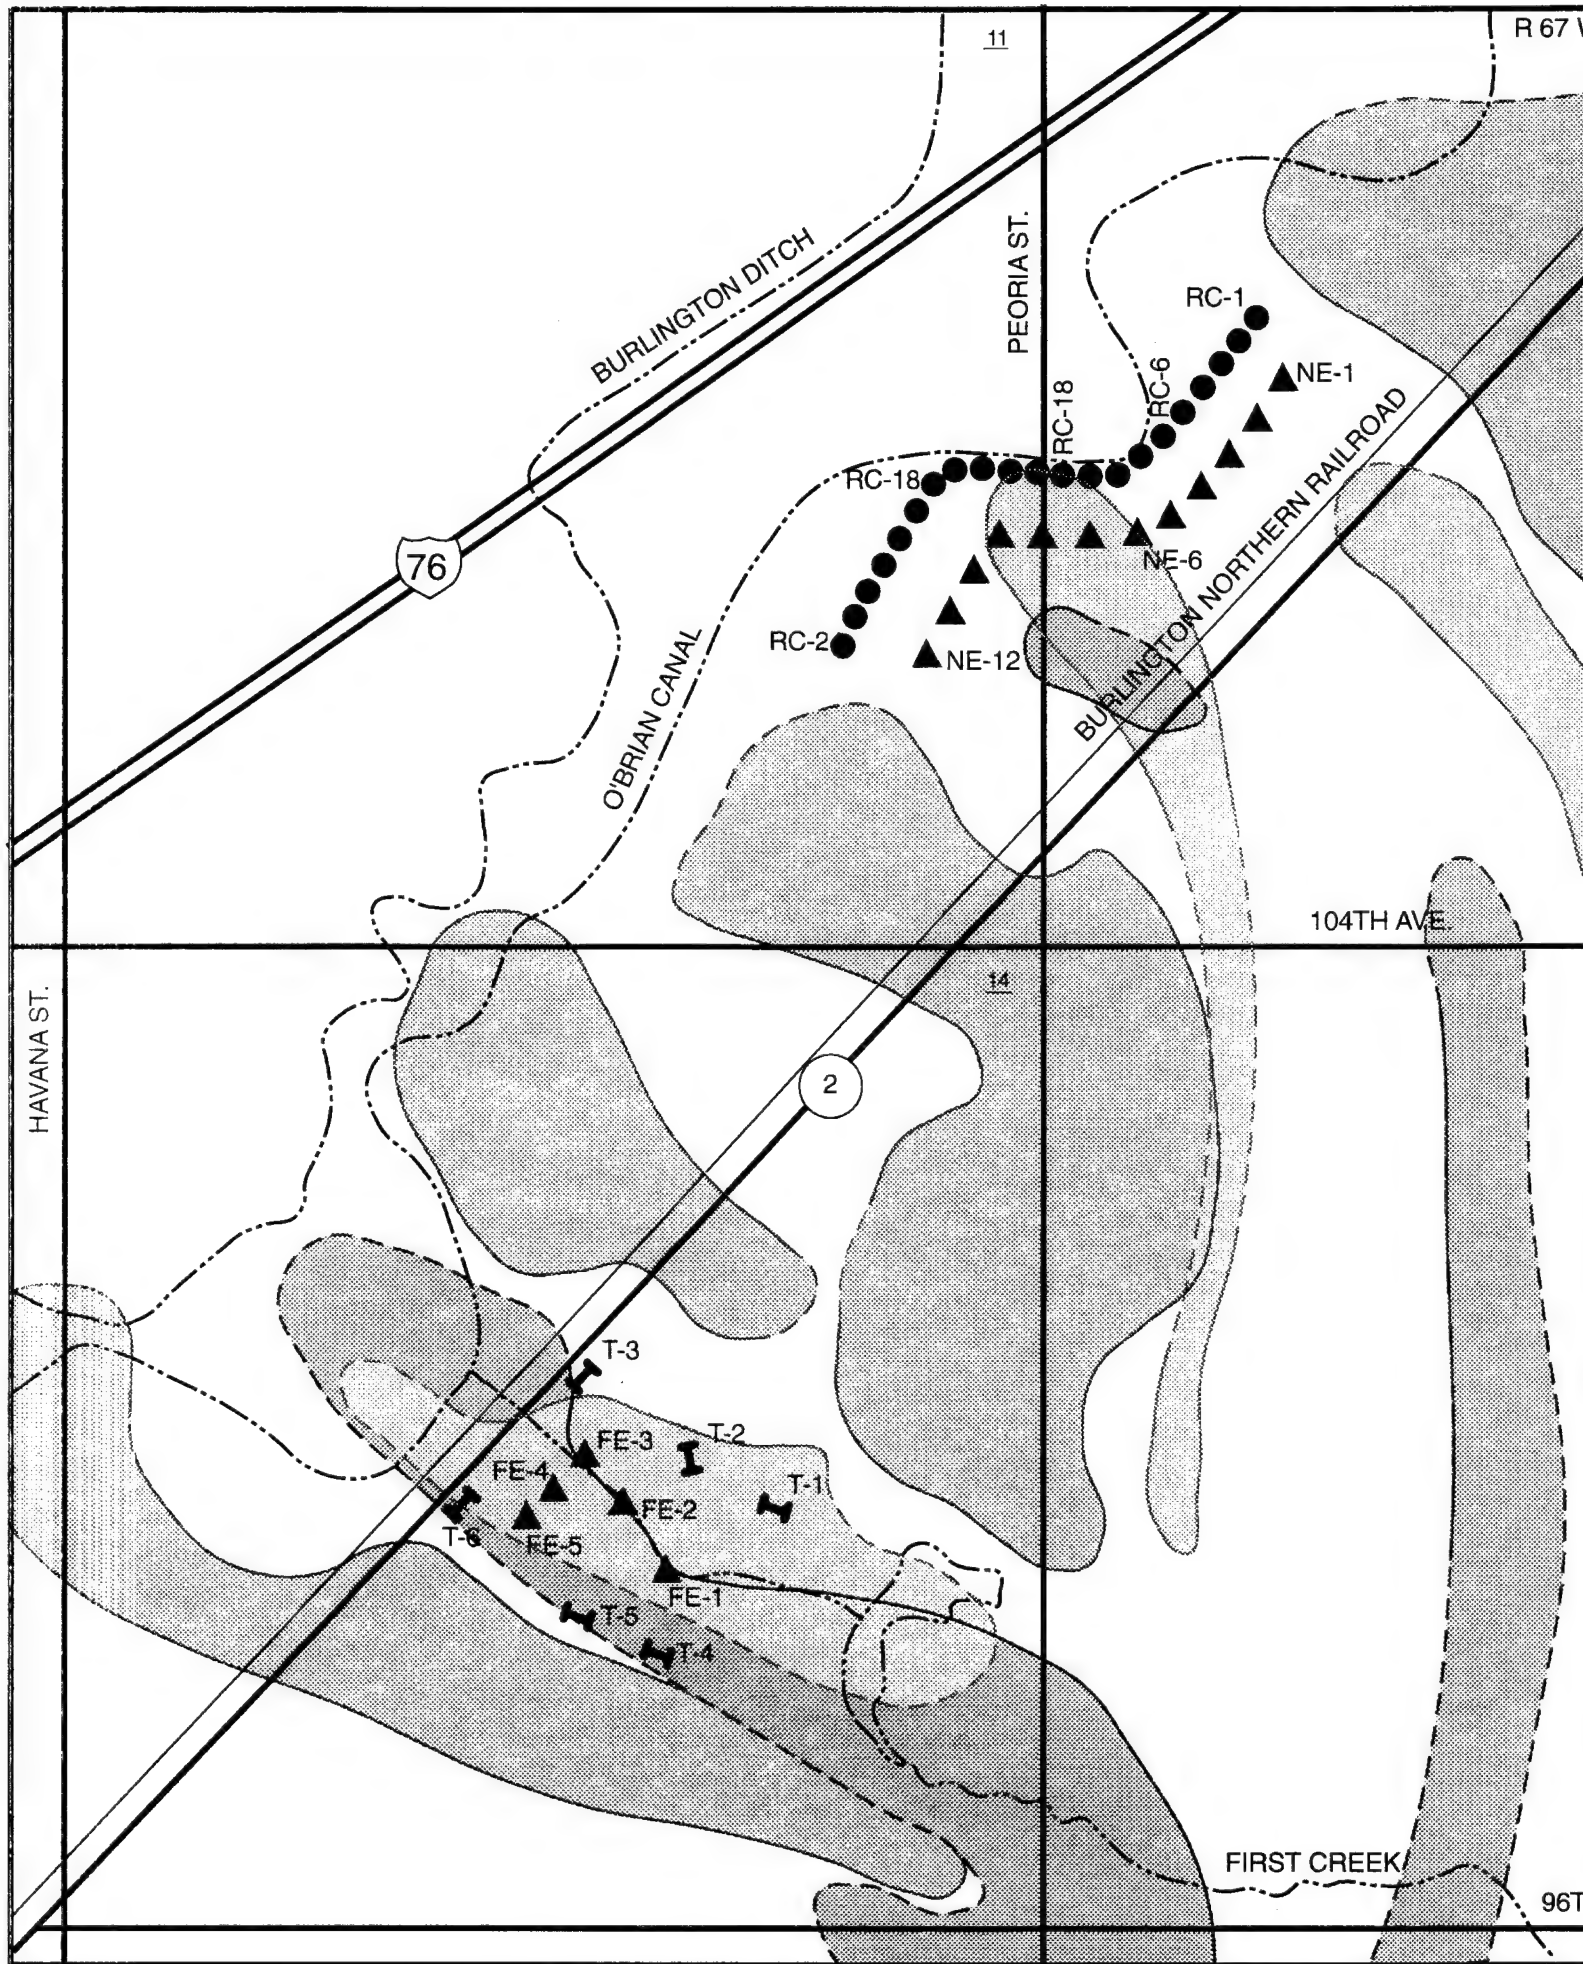 11
R 67
BURLINGTON DITCH
PEORIA ST.
RC-1
RC-6
NE-1
RC-18
RC-18
BURLINGTON NORTHERN RAILROAD
76
NE-6
RC-2
NE-12
O'BRIAN CANAL
104TH AVE.
HAVANA ST.
14
2
T-3
FE-3
T-2
FE-4
T-1
FE-2
T-6
FE-5
FE-1
T-5
T-4
FIRST CREEK
96T